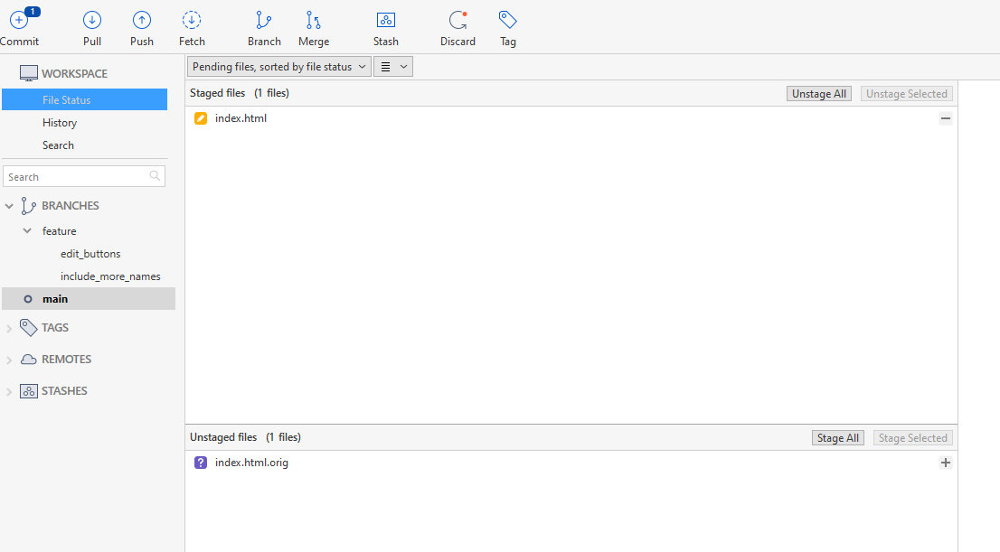 1
Commit Pull Push Fetch Branch Merge Stash Discard Tag
WORKSPACE
File Status
History
Search
Search
BRANCHES
feature
edit_buttons
include_more_names
main
TAGS
REMOTES
STASHES
Pending files, sorted by file status
Staged files (1 files) Unstage All Unstage Selected
index.html
Unstaged files (1 files) Stage All Stage Selected
? index.html.orig